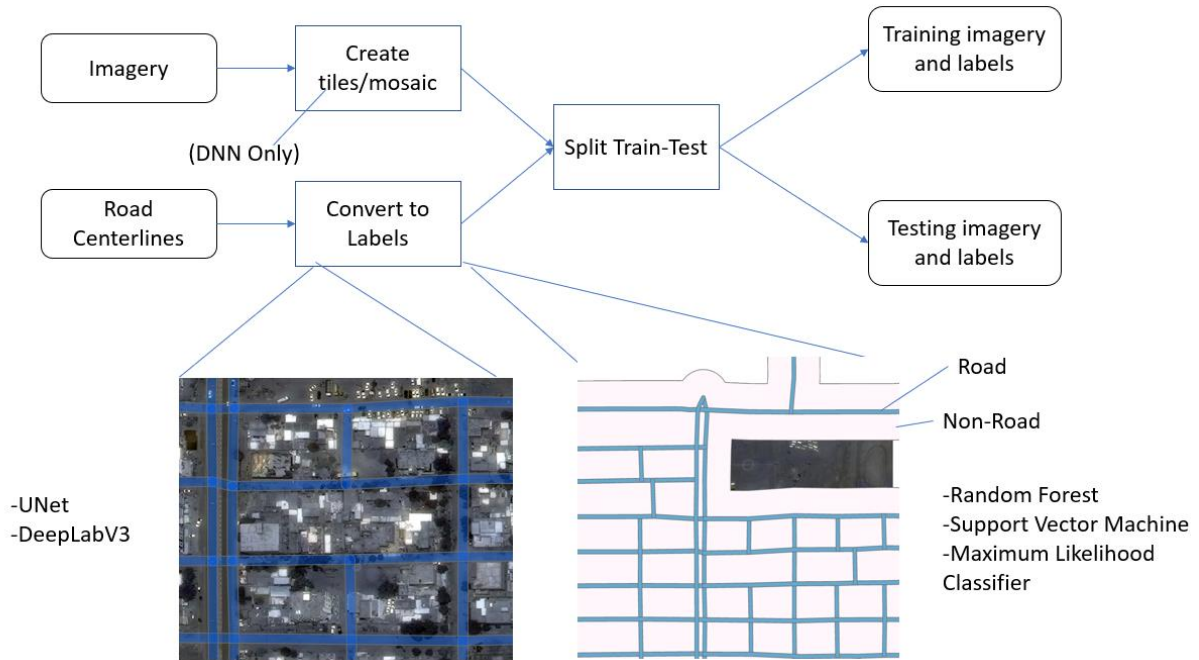 Imagery
Create
tiles/mosaic
(DNN Only)
Road
Centerlines
Convert to
Labels
Split Train-Test
Training imagery
and labels
Testing imagery
and labels
-UNet
-DeepLabV3
Road
Non-Road
-Random Forest
-Support Vector Machine
-Maximum Likelihood
Classifier